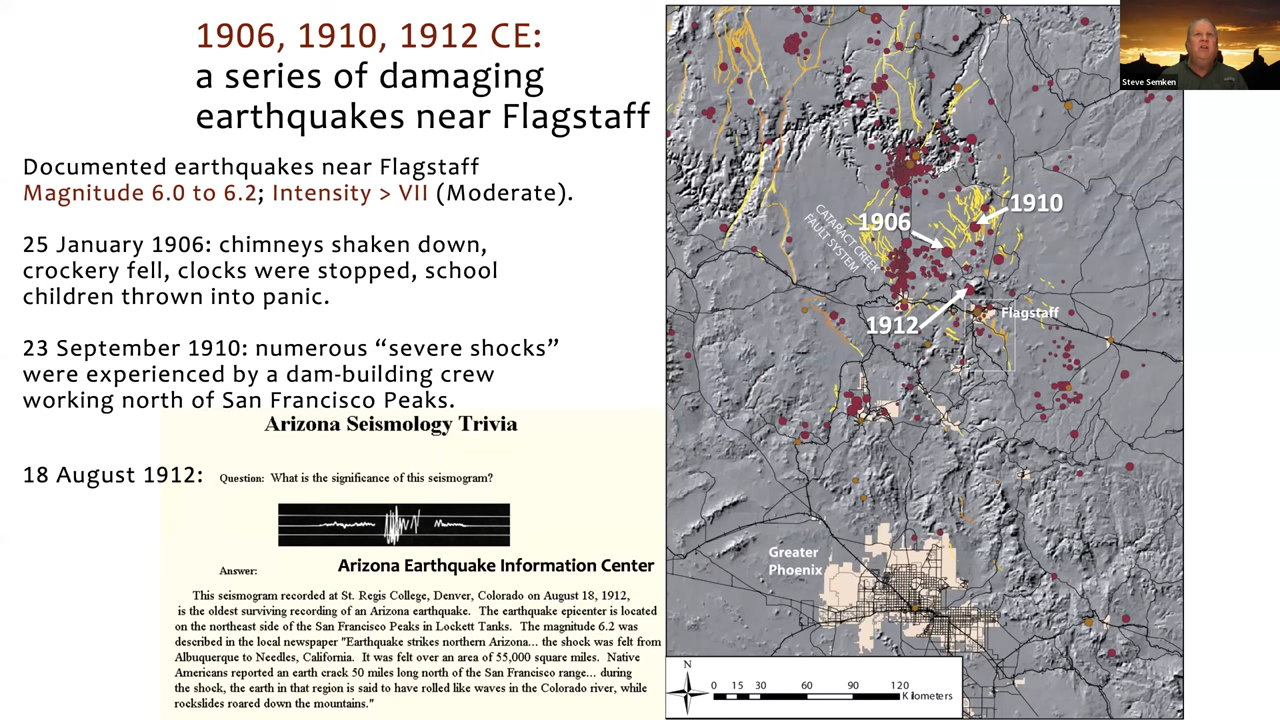 1906, 1910, 1912 CE:
a series of damaging
earthquakes near Flagstaff
Documented earthquakes near Flagstaff
Magnitude 6.0 to 6.2; Intensity > VII (Moderate).
25 January 1906: chimneys shaken down,
crockery fell, clocks were stopped, school
children thrown into panic.
23 September 1910: numerous “severe shocks”
were experienced by a dam-building crew
working north of San Francisco Peaks.
Arizona Seismology Trivia
18 August 1912:
Question: What is the significance of this seismogram?
Arizona Earthquake Information Center
Answer:
This seismogram recorded at St. Regis College, Denver, Colorado on August 18, 1912,
is the oldest surviving recording of an Arizona earthquake. The earthquake epicenter is located
on the northeast side of the San Francisco Peaks in Lockett Tanks. The magnitude 6.2 was
described in the local newspaper "Earthquake strikes northern Arizona... the shock was felt from
Albuquerque to Needles, California. It was felt over an area of 55,000 square miles. Native
Americans reported an earth crack 50 miles long north of the San Francisco range... during
the shock, the earth in that region is said to have rolled like waves in the Colorado river, while
rockslides roared down the mountains."
Steve Semken
1910
1906
CATARACT CREEK
FAULT SYSTEM
1912
Flagstaff
Greater
Phoenix
N
0 15 30 60 90 120
Kilometers